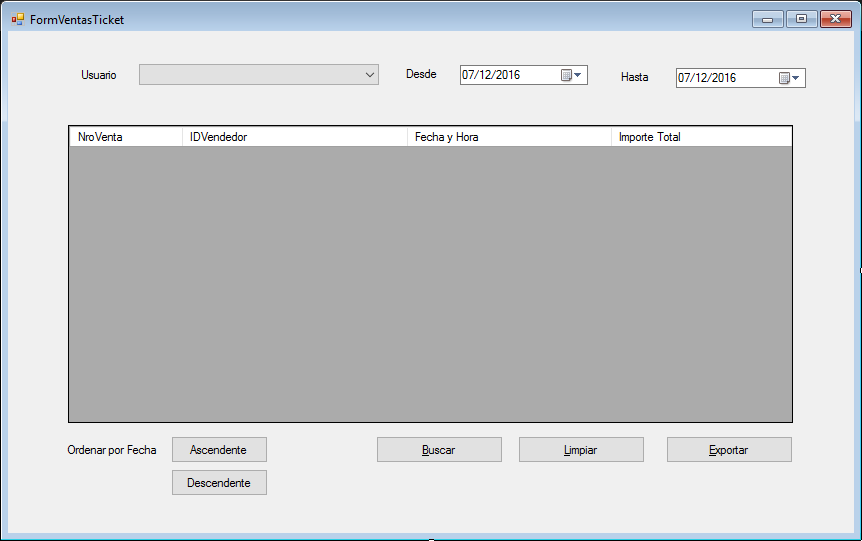 FormVentasTicket
Usuario
Desde 07/12/2016
Hasta 07/12/2016
NroVenta IDVendedor Fecha y Hora Importe Total
Ordenar por Fecha Ascendente Buscar Limpiar Exportar
Descendente